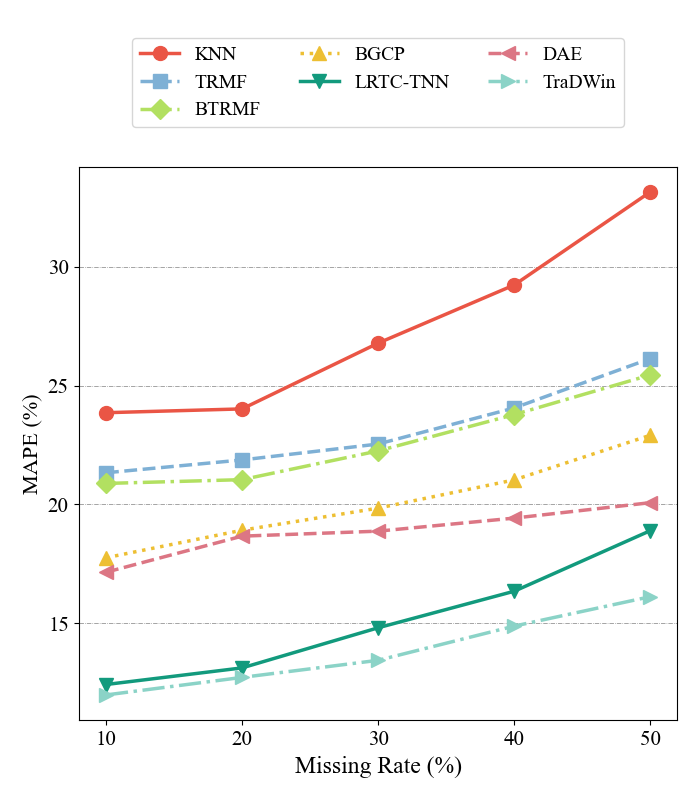 KNN
TRMF
BTRMF
BGCP
LRTC-TNN
DAE
TraDWin
MAPE (%)
30
25
20
15
10 20 30 40 50
Missing Rate (%)